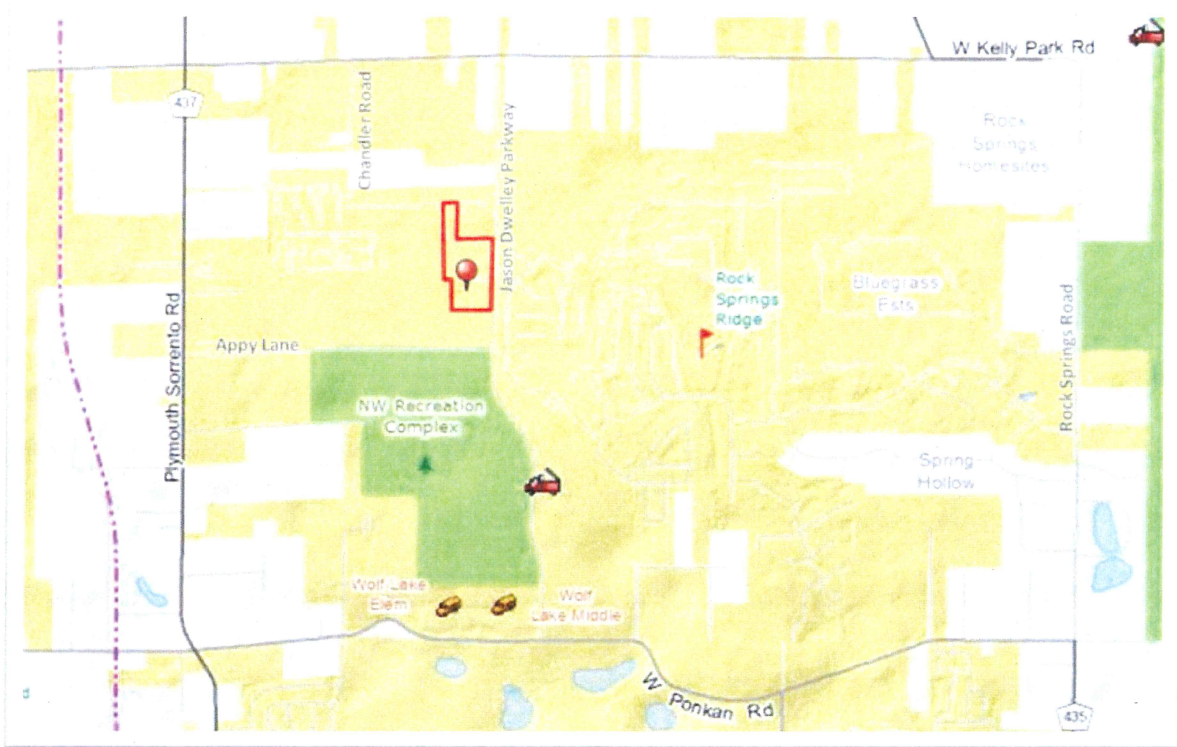 W Kelly Park Rd
437
Chandler Road
Jason Dwelley Parkway
Rock
Springs
Homesites
Plymouth Sorrento Rd
Rock
Springs
Ridge
Bluegrass
Ests
Rock Springs Road
Appy Lane
NW Recreation
Complex
Spring
Hollow
Wolf Lake
Elem
Wolf
Lake Middle
W Ponkan Rd
d
435